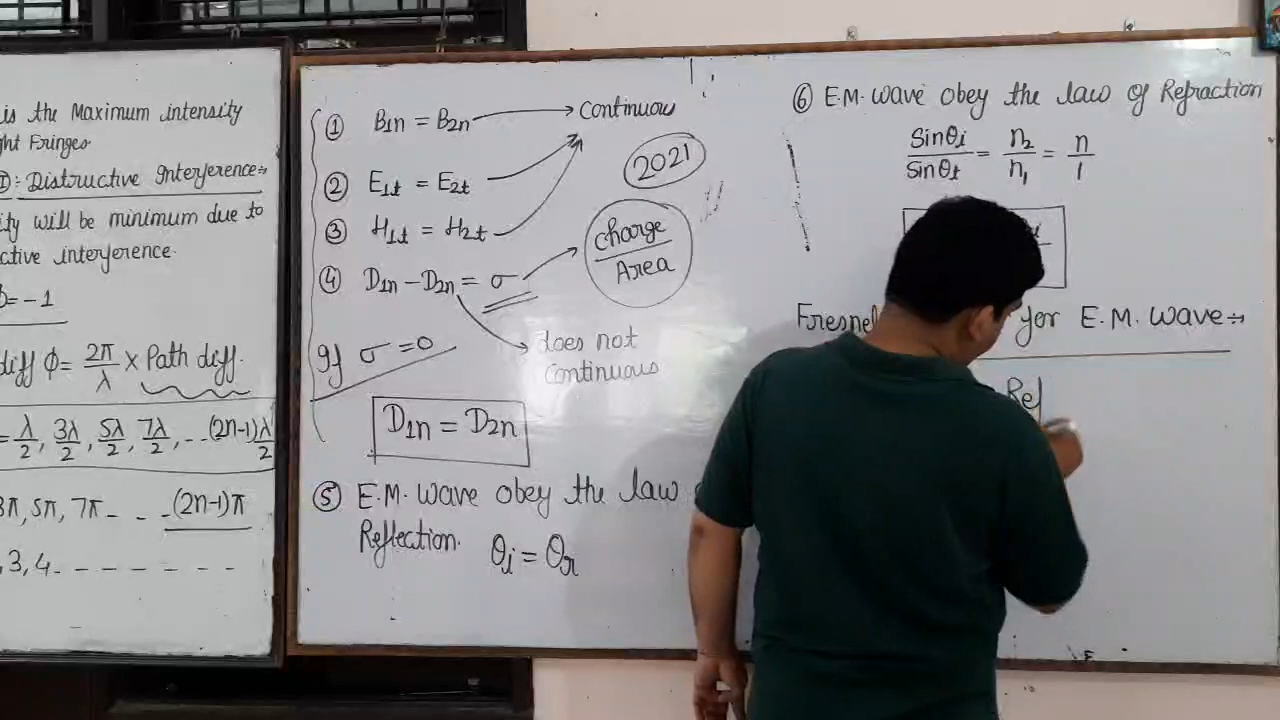 is the Maximum intensity
ght Fringes
: Distructive Interference:→
ity will be minimum due to
ctive interference.
= -1
diff φ = 2π/λ × Path diff.
= λ/2, 3λ/2, 5λ/2, 7λ/2, - - (2n-1)λ/2
3π, 5π, 7π - - - (2n-1)π
, 3, 4 - - - - - - -
① B1n = B2n → Continuous
② E1t = E2t
2021
③ H1t = H2t
④ D1n - D2n = σ → Charge/Area
does not
Continuous
If σ = 0
D1n = D2n
⑤ E.M. Wave obey the law
Reflection. θi = θr
⑥ E.M. Wave obey the law of Refraction
Sinθi/Sinθt = n2/n1 = n/1
Fresnel for E.M. Wave:→
Ref